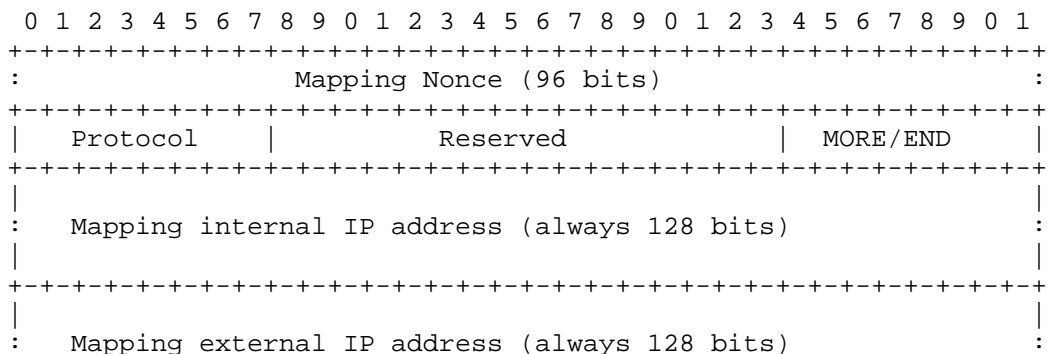 0 1 2 3 4 5 6 7 8 9 0 1 2 3 4 5 6 7 8 9 0 1 2 3 4 5 6 7 8 9 0 1
+-+-+-+-+-+-+-+-+-+-+-+-+-+-+-+-+-+-+-+-+-+-+-+-+-+-+-+-+-+-+-+-+
: Mapping Nonce (96 bits) :
+-+-+-+-+-+-+-+-+-+-+-+-+-+-+-+-+-+-+-+-+-+-+-+-+-+-+-+-+-+-+-+-+
| Protocol | Reserved | MORE/END |
+-+-+-+-+-+-+-+-+-+-+-+-+-+-+-+-+-+-+-+-+-+-+-+-+-+-+-+-+-+-+-+-+
| |
: Mapping internal IP address (always 128 bits) :
| |
+-+-+-+-+-+-+-+-+-+-+-+-+-+-+-+-+-+-+-+-+-+-+-+-+-+-+-+-+-+-+-+-+
| |
: Mapping external IP address (always 128 bits) :